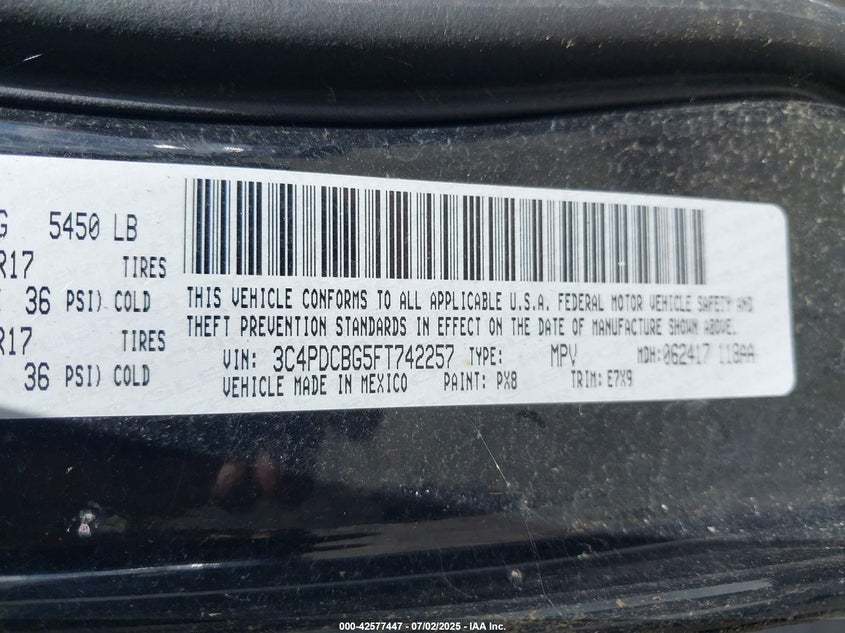 G 5450 LB
R17 TIRES
36 PSI) COLD
R17 TIRES
36 PSI) COLD
THIS VEHICLE CONFORMS TO ALL APPLICABLE U.S.A. FEDERAL MOTOR VEHICLE SAFETY AND
THEFT PREVENTION STANDARDS IN EFFECT ON THE DATE OF MANUFACTURE SHOWN ABOVE.
VIN: 3C4PDCBG5FT742257 TYPE: MPV MDH: 062417 118AA
VEHICLE MADE IN MEXICO PAINT: PX8 TRIM: E7X9
000-42577447 / 07/02/2025 - IAA Inc.